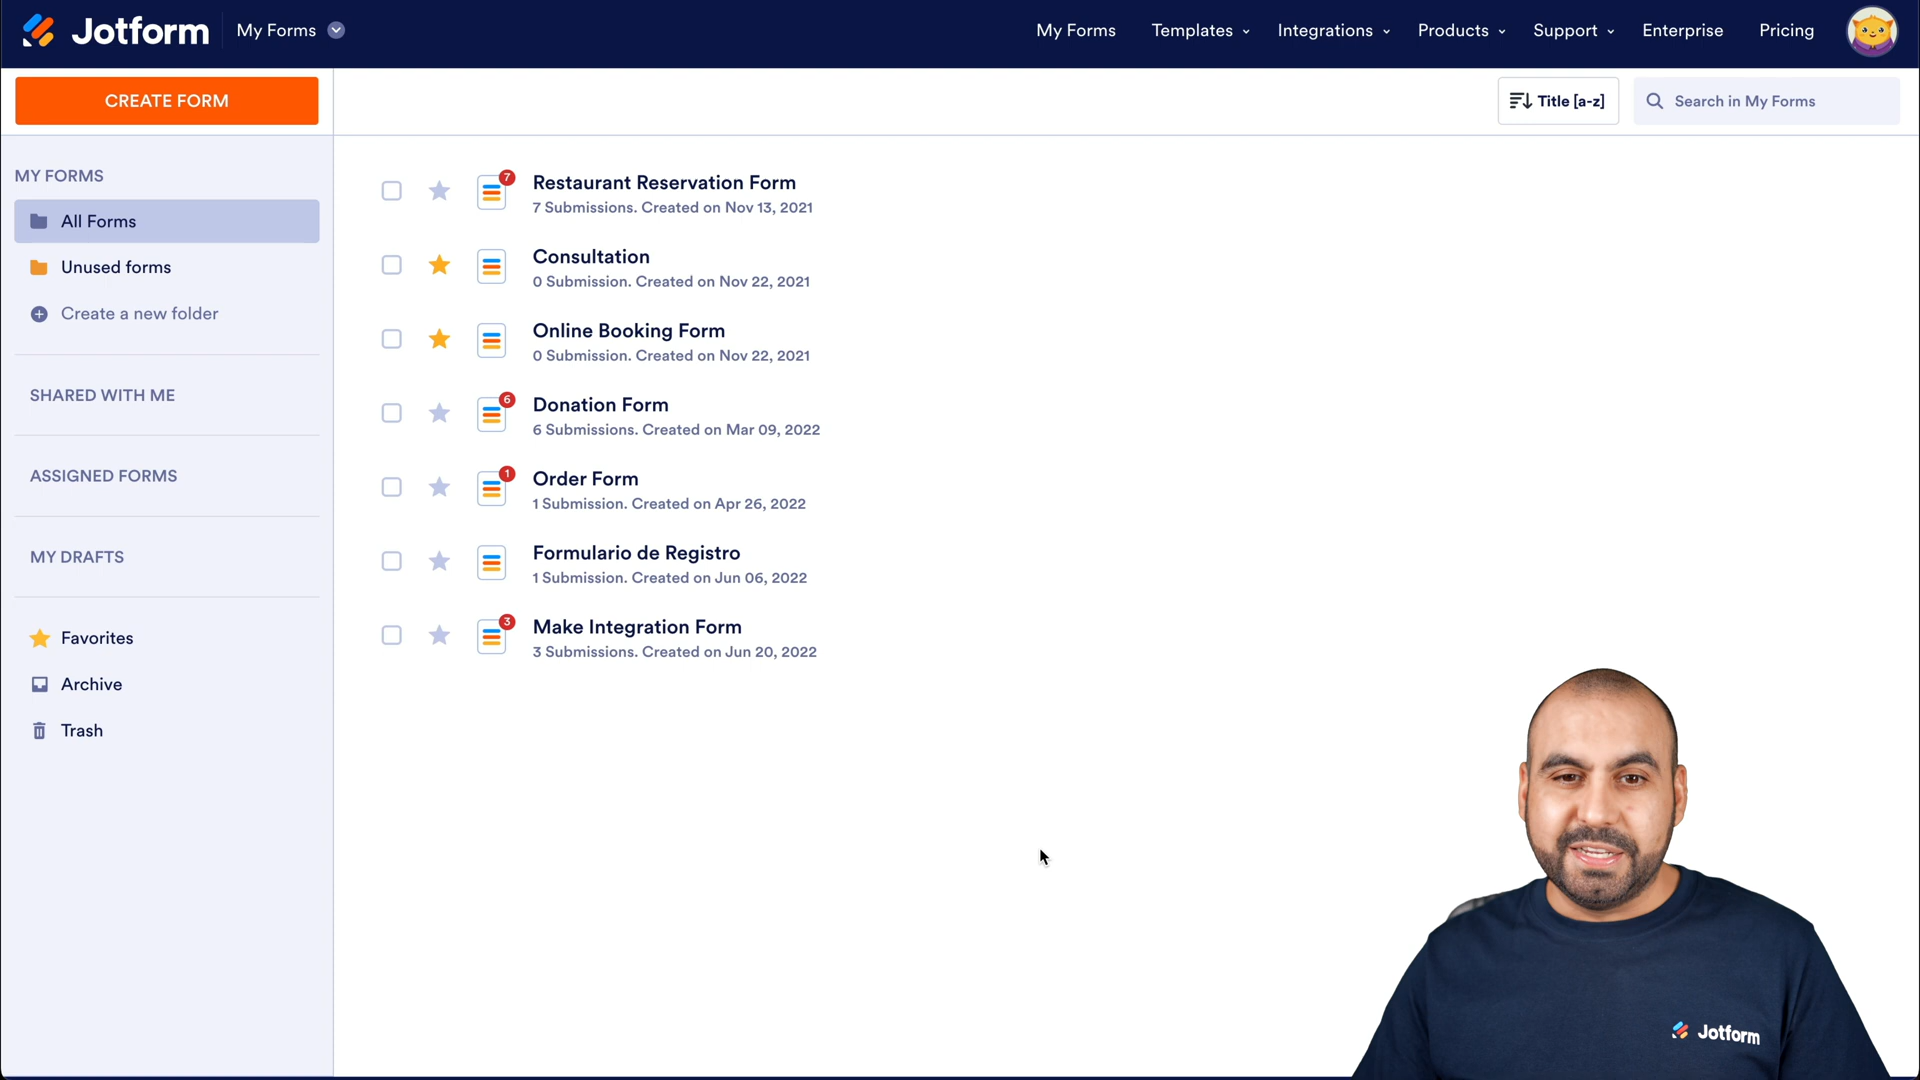 Jotform
My Forms
My Forms
Templates
Integrations
Products
Support
Enterprise
Pricing
CREATE FORM
Title [a-z]
Search in My Forms
MY FORMS
All Forms
Unused forms
Create a new folder
SHARED WITH ME
ASSIGNED FORMS
MY DRAFTS
Favorites
Archive
Trash
7
Restaurant Reservation Form
7 Submissions. Created on Nov 13, 2021
Consultation
0 Submission. Created on Nov 22, 2021
Online Booking Form
0 Submission. Created on Nov 22, 2021
6
Donation Form
6 Submissions. Created on Mar 09, 2022
1
Order Form
1 Submission. Created on Apr 26, 2022
Formulario de Registro
1 Submission. Created on Jun 06, 2022
3
Make Integration Form
3 Submissions. Created on Jun 20, 2022
Jotform